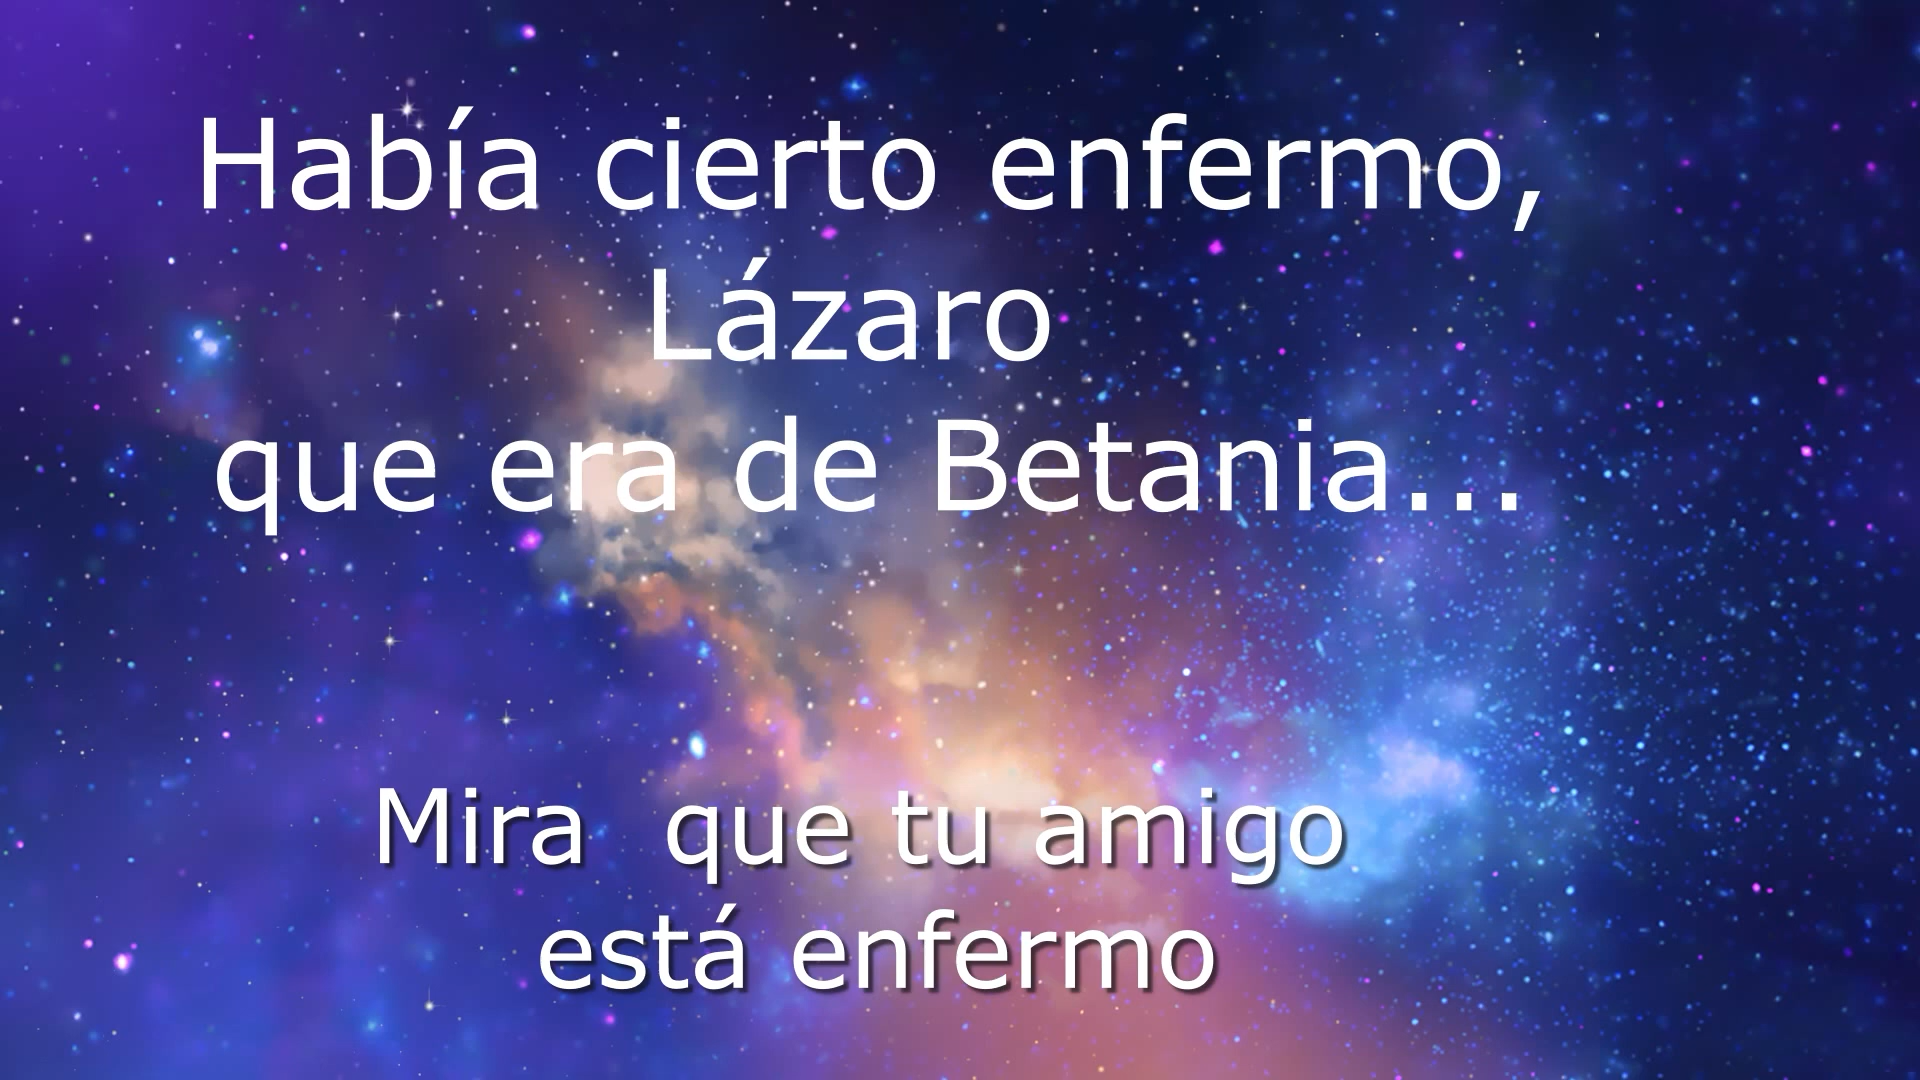 Había cierto enfermo,
Lázaro
que era de Betania...
Mira  que tu amigo
está enfermo